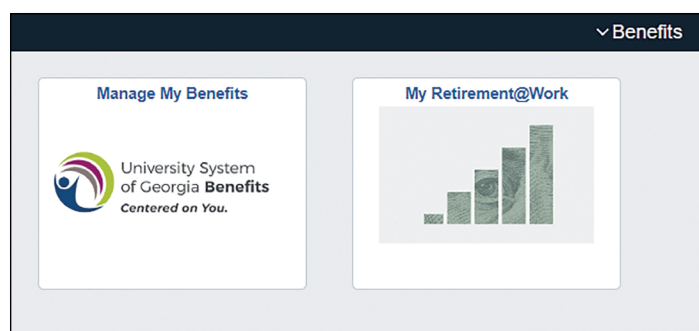 Benefits
Manage My Benefits
My Retirement@Work
University System
of Georgia Benefits
Centered on You.